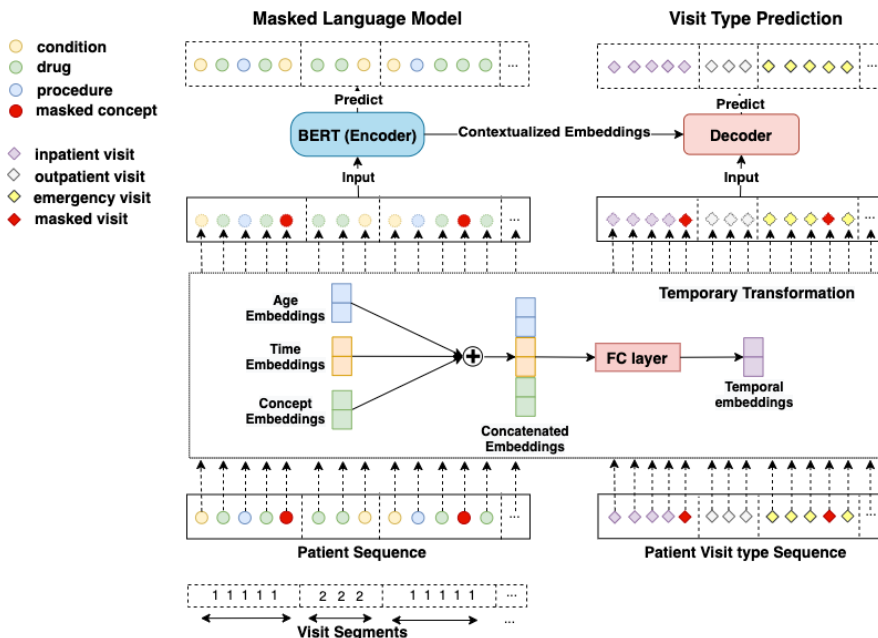 Masked Language Model
Visit Type Prediction
condition
drug
procedure
masked concept
...
...
Predict
Predict
BERT (Encoder)
Contextualized Embeddings
Decoder
inpatient visit
outpatient visit
emergency visit
masked visit
Input
Input
...
...
Temporary Transformation
Age
Embeddings
Time
Embeddings
FC layer
Concept
Embeddings
Temporal
embeddings
Concatenated
Embeddings
...
...
Patient Sequence
Patient Visit type Sequence
1 1 1 1 1 2 2 2 1 1 1 1 1 ...
Visit Segments
...